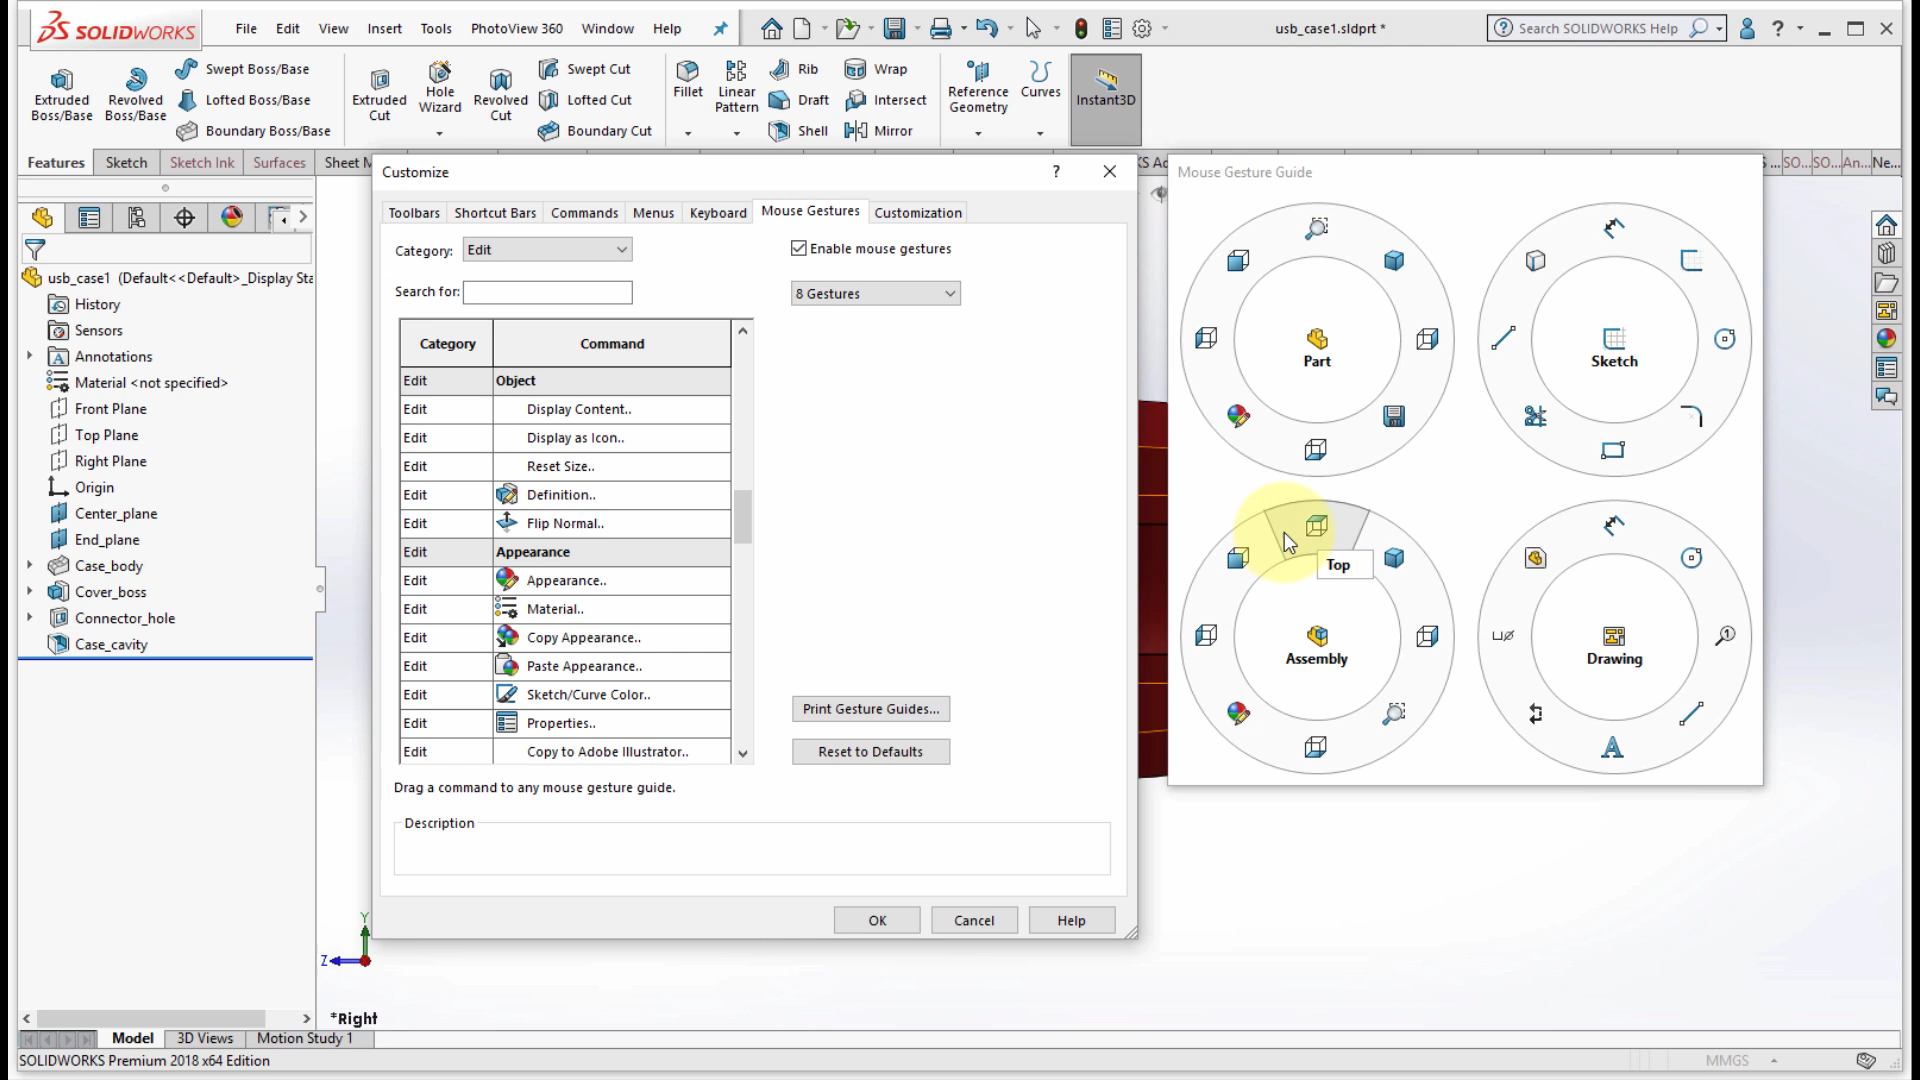 SOLIDWORKS
File Edit View Insert Tools PhotoView 360 Window Help
usb_case1.sldprt *
Search SOLIDWORKS Help
Extruded Boss/Base
Revolved Boss/Base
Swept Boss/Base
Lofted Boss/Base
Boundary Boss/Base
Extruded Cut
Hole Wizard
Revolved Cut
Swept Cut
Lofted Cut
Boundary Cut
Fillet
Linear Pattern
Rib
Draft
Shell
Wrap
Intersect
Mirror
Reference Geometry
Curves
Instant3D
Features Sketch Sketch Ink Surfaces Sheet M
S Ad
... SO... SO... An... Ne...
usb_case1 (Default<<Default>_Display Sta
History
Sensors
Annotations
Material <not specified>
Front Plane
Top Plane
Right Plane
Origin
Center_plane
End_plane
Case_body
Cover_boss
Connector_hole
Case_cavity
Customize
?
Toolbars Shortcut Bars Commands Menus Keyboard Mouse Gestures Customization
Category: Edit
Enable mouse gestures
Search for:
8 Gestures
Category Command
Edit Object
Edit Display Content..
Edit Display as Icon..
Edit Reset Size..
Edit Definition..
Edit Flip Normal..
Edit Appearance
Edit Appearance..
Edit Material..
Edit Copy Appearance..
Edit Paste Appearance..
Edit Sketch/Curve Color..
Edit Properties..
Edit Copy to Adobe Illustrator..
Print Gesture Guides...
Reset to Defaults
Drag a command to any mouse gesture guide.
Description
OK Cancel Help
Mouse Gesture Guide
Part
Sketch
Top
Assembly
Drawing
Y
Z
*Right
Model 3D Views Motion Study 1
SOLIDWORKS Premium 2018 x64 Edition
MMGS